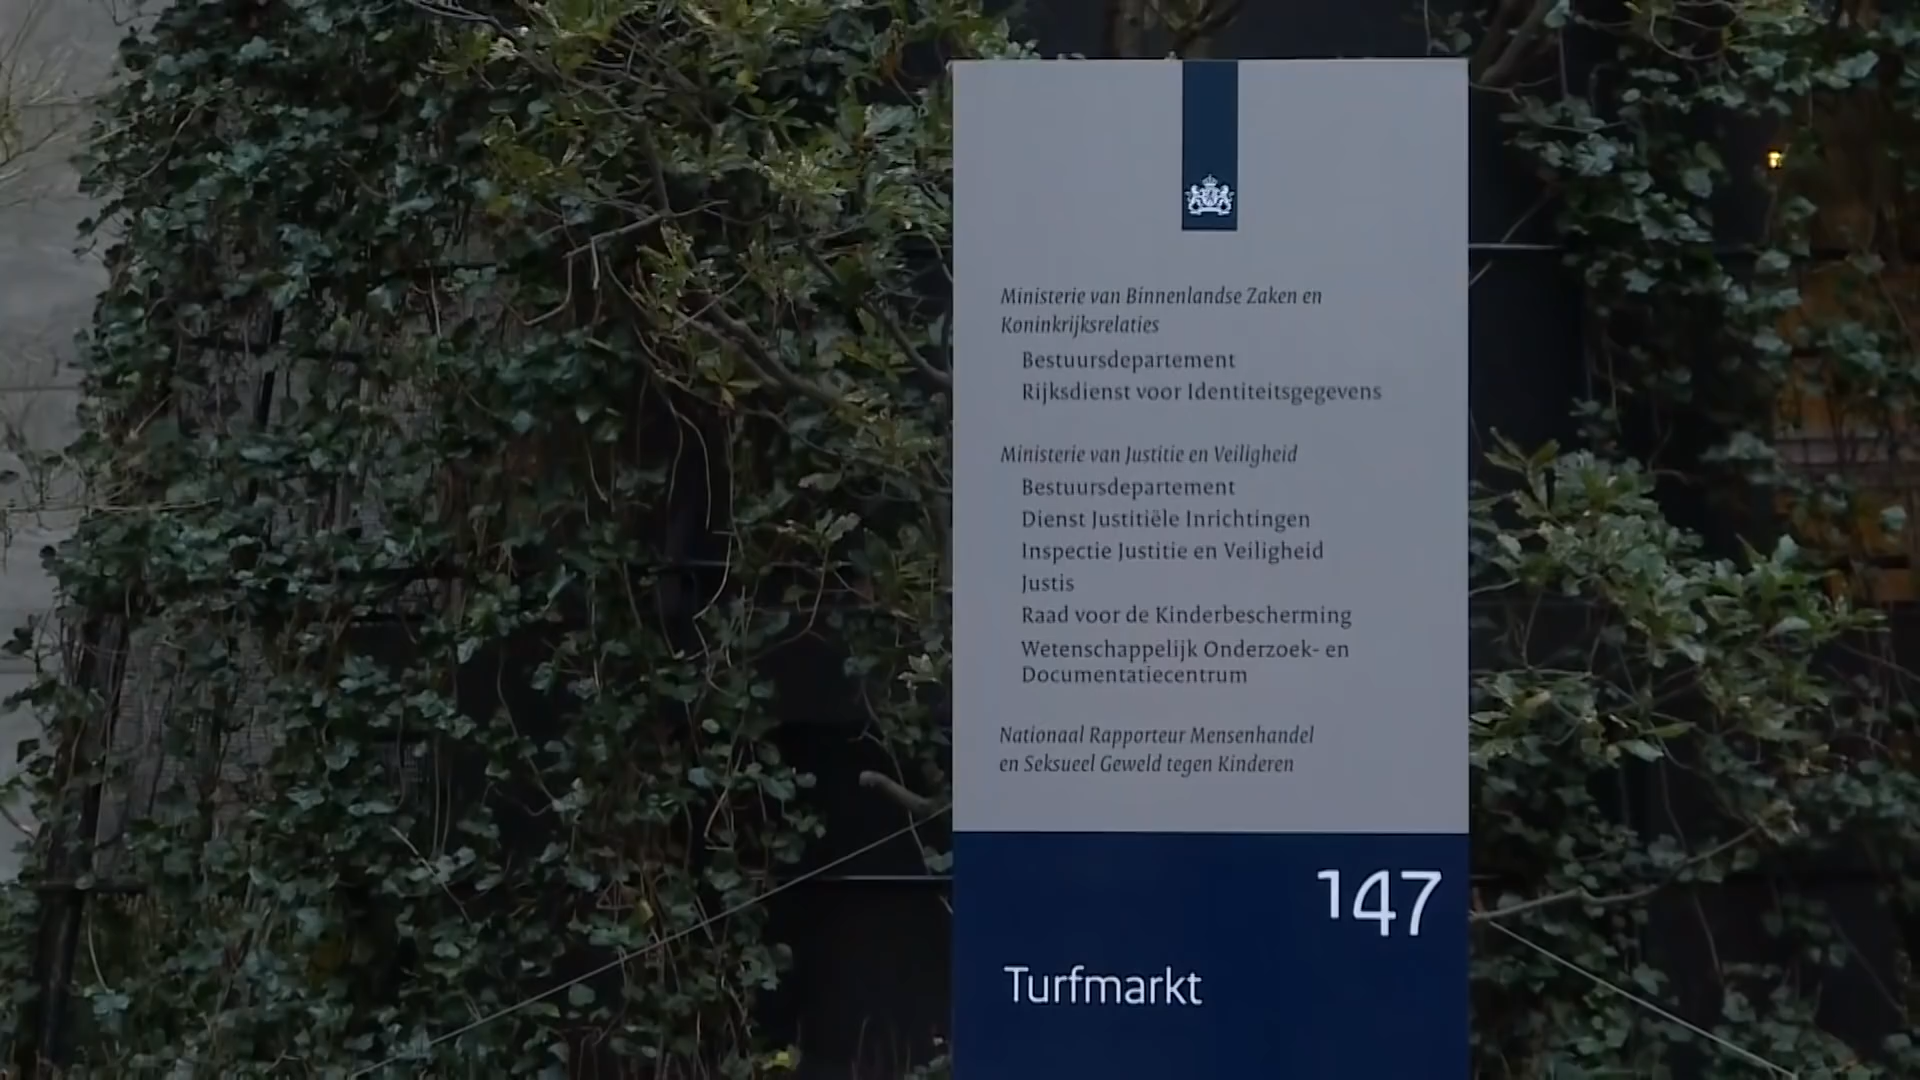 Ministerie van Binnenlandse Zaken en
Koninkrijksrelaties
Bestuursdepartement
Rijksdienst voor Identiteitsgegevens
Ministerie van Justitie en Veiligheid
Bestuursdepartement
Dienst Justitiële Inrichtingen
Inspectie Justitie en Veiligheid
Justis
Raad voor de Kinderbescherming
Wetenschappelijk Onderzoek- en
Documentatiecentrum
Nationaal Rapporteur Mensenhandel
en Seksueel Geweld tegen Kinderen
147
Turfmarkt